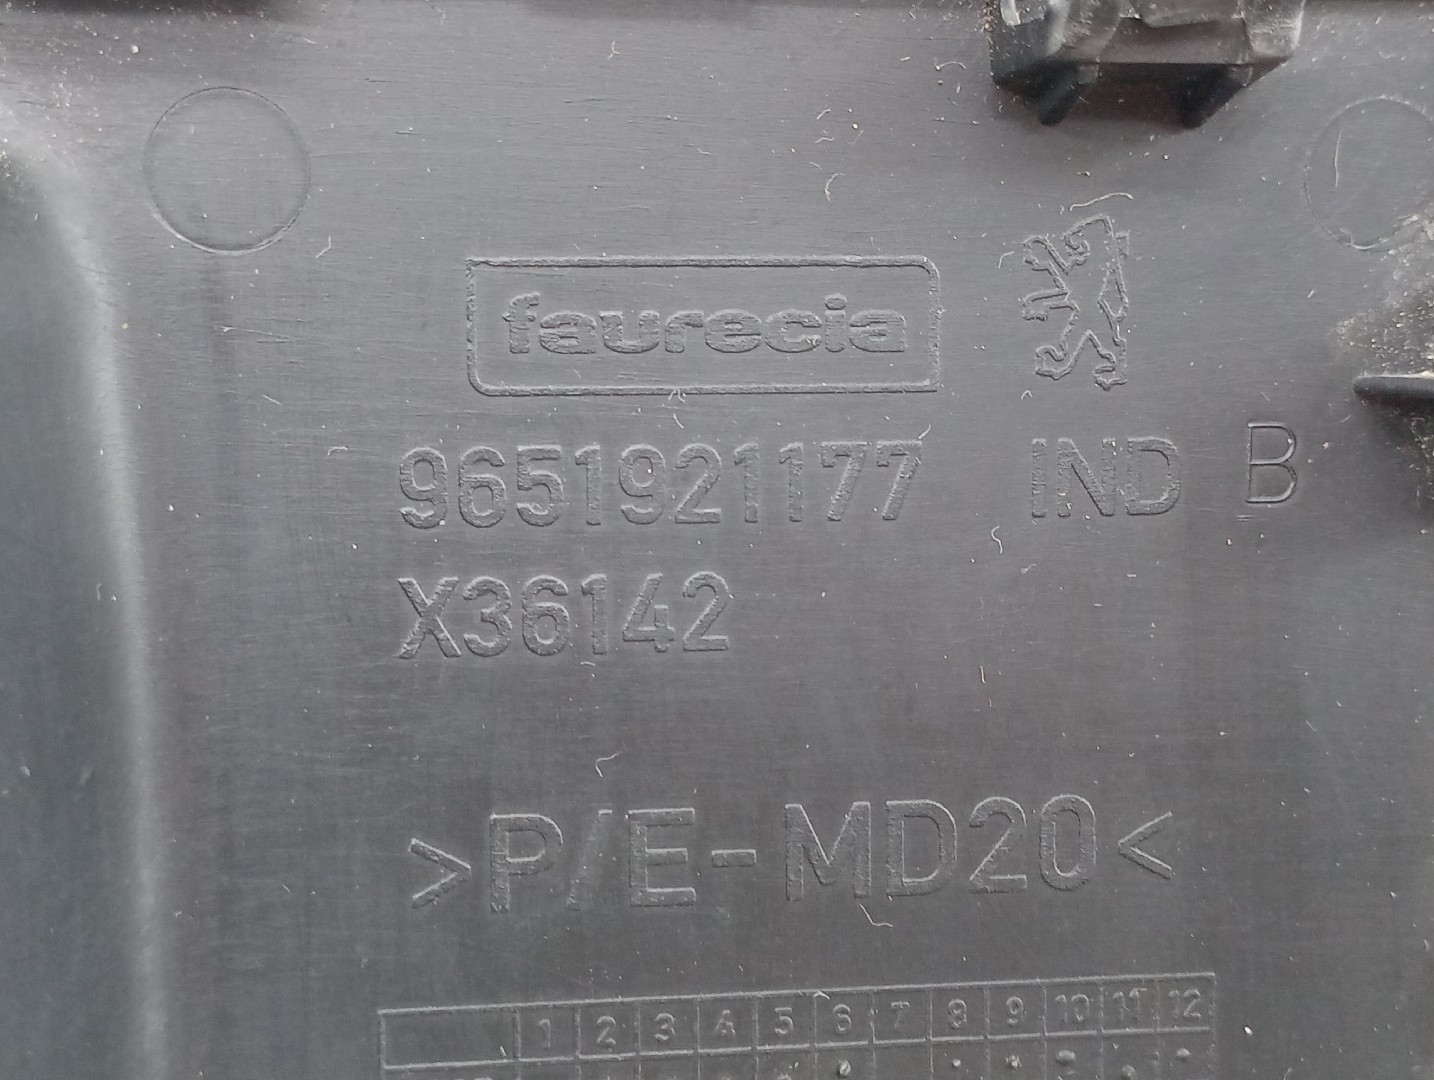 faurecia
9651921177 IND B
X36142
>P/E-MD20<
1 2 3 4 5 6 7 8 9 10 11 12